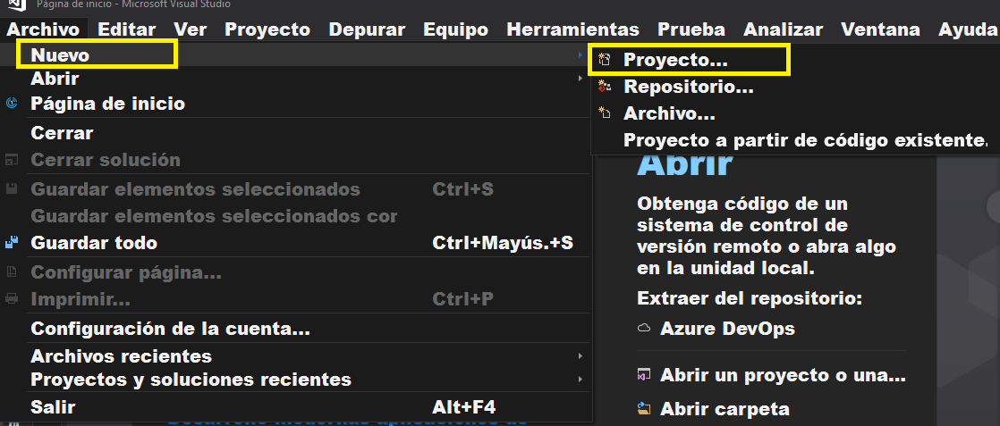 Página de inicio - Microsoft Visual Studio
Archivo Editar Ver Proyecto Depurar Equipo Herramientas Prueba Analizar Ventana Ayuda
Nuevo
Abrir
Página de inicio
Cerrar
Cerrar solución
Guardar elementos seleccionados Ctrl+S
Guardar elementos seleccionados cor
Guardar todo Ctrl+Mayús.+S
Configurar página...
Imprimir... Ctrl+P
Configuración de la cuenta...
Archivos recientes
Proyectos y soluciones recientes
Salir Alt+F4
Proyecto...
Repositorio...
Archivo...
Proyecto a partir de código existente.
Abrir
Obtenga código de un
sistema de control de
versión remoto o abra algo
en la unidad local.
Extraer del repositorio:
Azure DevOps
Abrir un proyecto o una...
Abrir carpeta